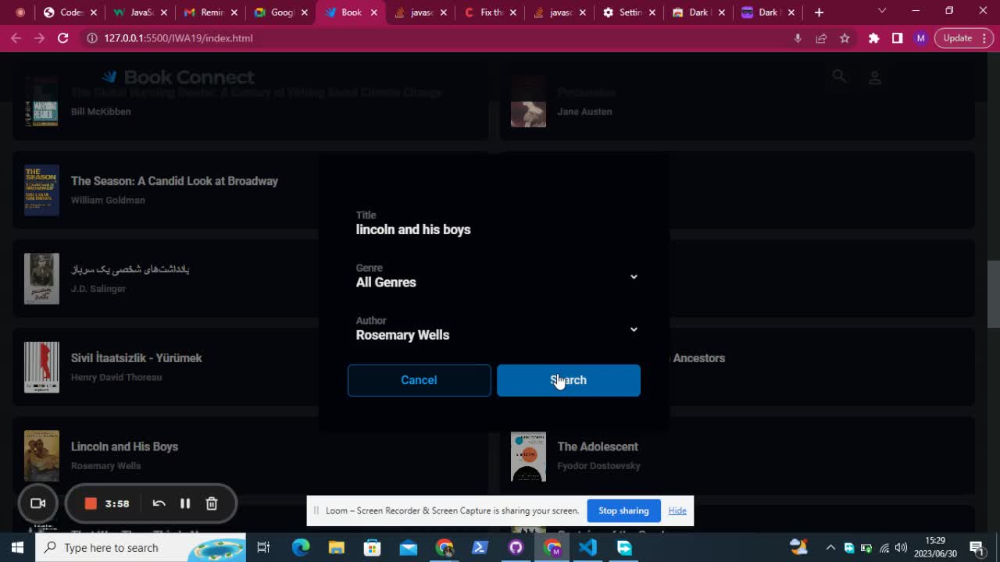 Codes
JavaSc
Remin
Googl
Book
javasc
Fix the
javasc
Settin
Dark
Dark
127.0.0.1:5500/IWA19/index.html
M
Update
Book Connect
The Global Warming Reader: A Century of Writing About Climate Change
Bill McKibben
Persuasion
Jane Austen
The Season: A Candid Look at Broadway
William Goldman
یادداشت‌های شخصی یک سرباز
J.D. Salinger
Sivil İtaatsizlik - Yürümek
Henry David Thoreau
Ancestors
Lincoln and His Boys
Rosemary Wells
The Adolescent
Fyodor Dostoevsky
Title
lincoln and his boys
Genre
All Genres
Author
Rosemary Wells
Cancel
Search
3:58
Loom – Screen Recorder & Screen Capture is sharing your screen.
Stop sharing
Hide
Type here to search
15:29
2023/06/30